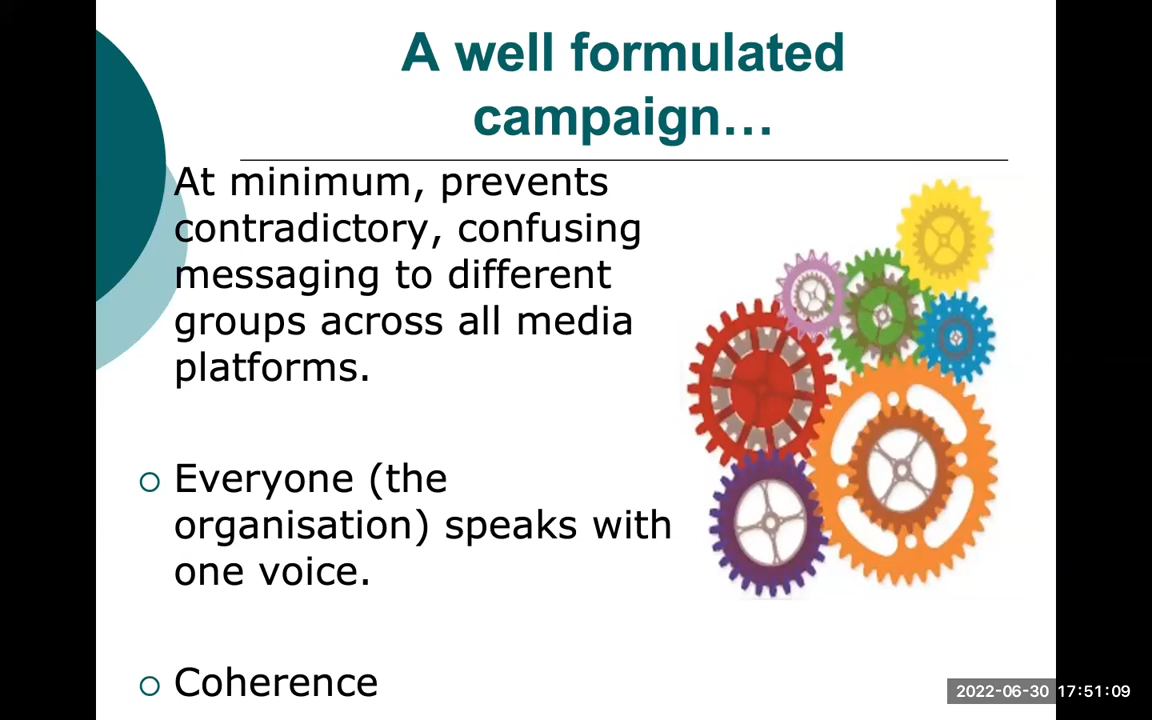 A well formulated
campaign…
At minimum, prevents
contradictory, confusing
messaging to different
groups across all media
platforms.
Everyone (the
organisation) speaks with
one voice.
Coherence
2022-06-30 17:51:09